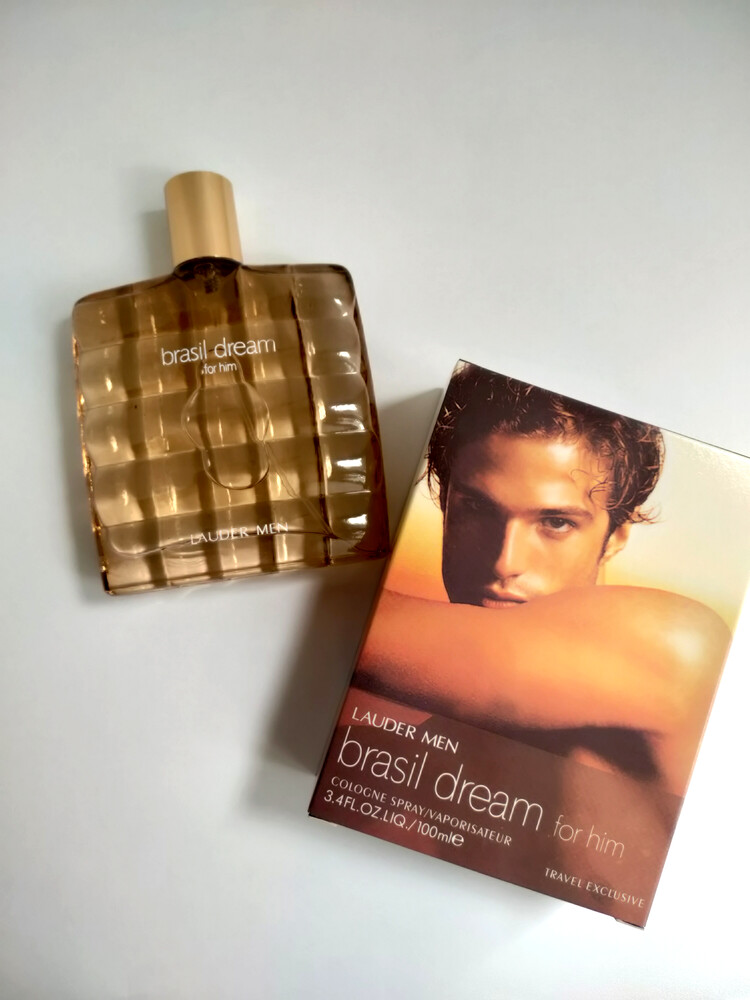 brasil dream
for him
LAUDER MEN
LAUDER MEN
brasil dream for him
COLOGNE SPRAY/VAPORISATEUR
3.4FL.OZ.LIQ./100ml℮
TRAVEL EXCLUSIVE